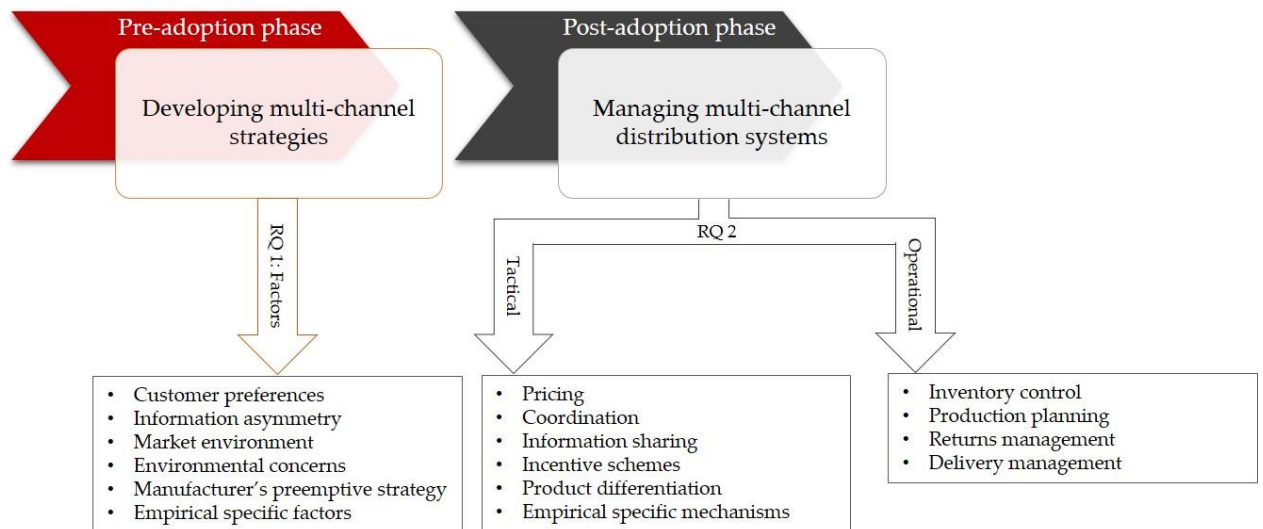 Pre-adoption phase
Developing multi-channel
strategies
RQ 1: Factors
• Customer preferences
• Information asymmetry
• Market environment
• Environmental concerns
• Manufacturer’s preemptive strategy
• Empirical specific factors
Post-adoption phase
Managing multi-channel
distribution systems
RQ 2
Tactical
• Pricing
• Coordination
• Information sharing
• Incentive schemes
• Product differentiation
• Empirical specific mechanisms
Operational
• Inventory control
• Production planning
• Returns management
• Delivery management